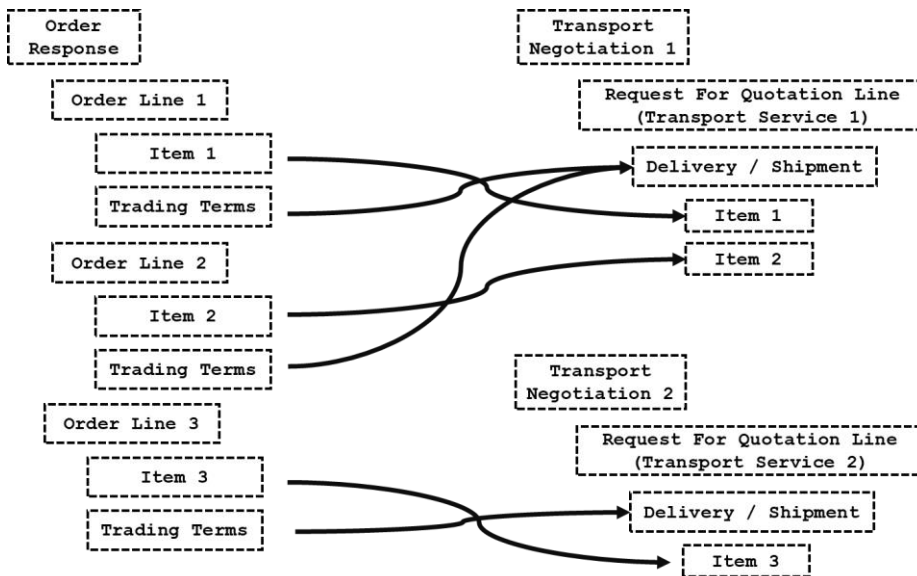 Order
Response
Order Line 1
Item 1
Trading Terms
Order Line 2
Item 2
Trading Terms
Order Line 3
Item 3
Trading Terms
Transport
Negotiation 1
Request For Quotation Line
(Transport Service 1)
Delivery / Shipment
Item 1
Item 2
Transport
Negotiation 2
Request For Quotation Line
(Transport Service 2)
Delivery / Shipment
Item 3